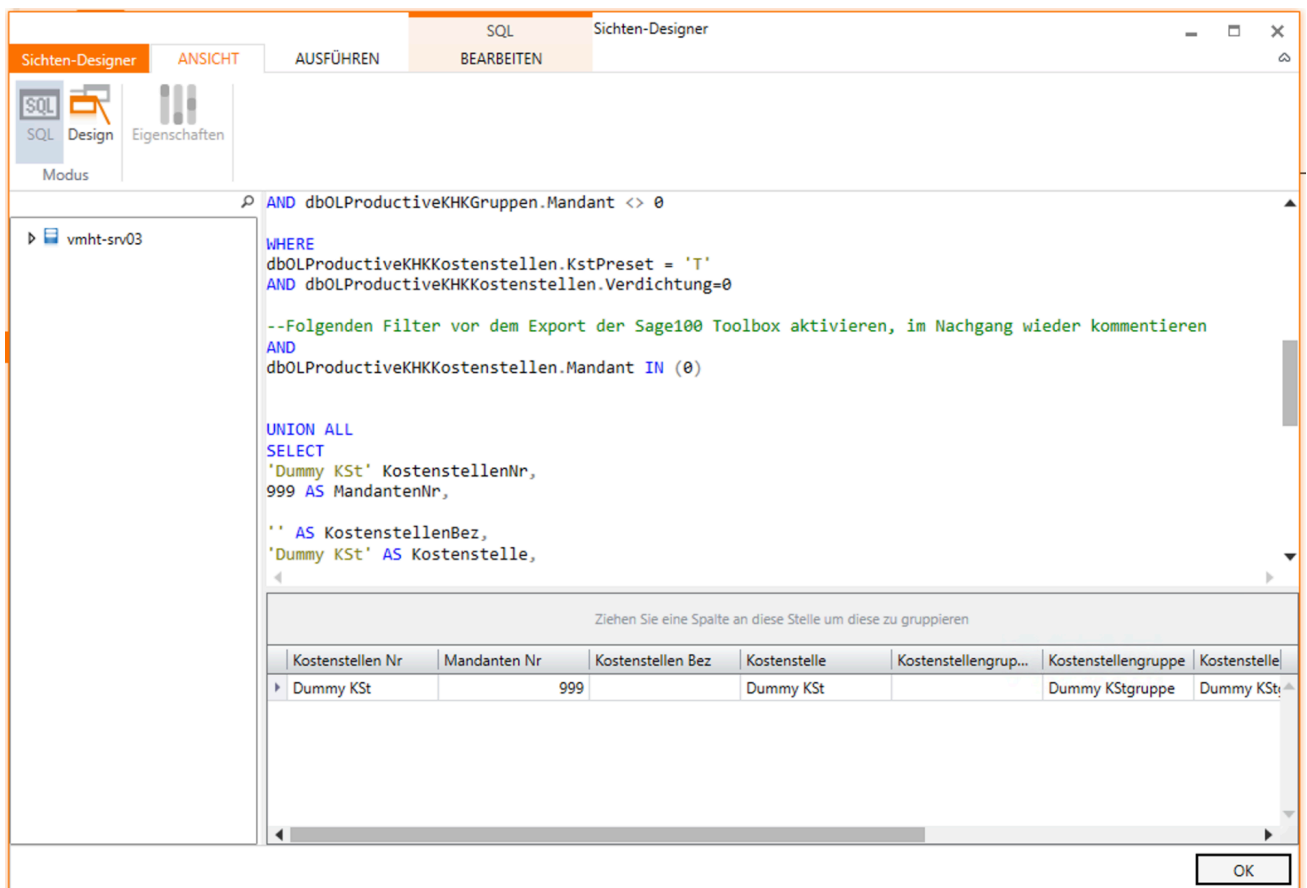 SQL
Sichten-Designer
Sichten-Designer ANSICHT AUSFÜHREN BEARBEITEN
SQL
SQL Design Eigenschaften
Modus
vmht-srv03
AND dbOLProductiveKHKGruppen.Mandant <> 0
WHERE
dbOLProductiveKHKKostenstellen.KstPreset = 'T'
AND dbOLProductiveKHKKostenstellen.Verdichtung=0
--Folgenden Filter vor dem Export der Sage100 Toolbox aktivieren, im Nachgang wieder kommentieren
AND
dbOLProductiveKHKKostenstellen.Mandant IN (0)
UNION ALL
SELECT
'Dummy KSt' KostenstellenNr,
999 AS MandantenNr,
'' AS KostenstellenBez,
'Dummy KSt' AS Kostenstelle,
Ziehen Sie eine Spalte an diese Stelle um diese zu gruppieren
Kostenstellen Nr Mandanten Nr Kostenstellen Bez Kostenstelle Kostenstellengrup... Kostenstellengruppe Kostenstelle
Dummy KSt 999 Dummy KSt Dummy KStgruppe Dummy KSt
OK